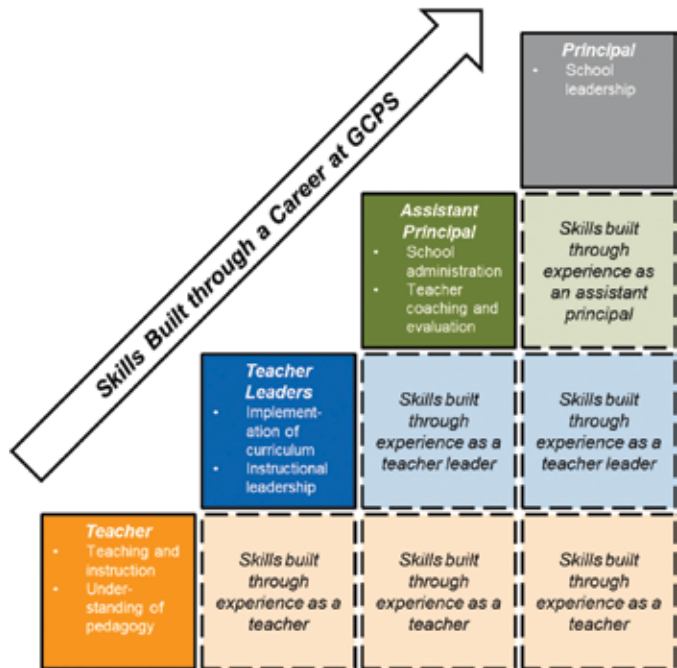 Skills Built through a Career at GCPS
Principal
• School
leadership
Assistant
Principal
• School
administration
• Teacher
coaching and
evaluation
Skills built
through
experience as
an assistant
principal
Teacher
Leaders
• Implement-
ation of
curriculum
• Instructional
leadership
Skills built
through
experience as a
teacher leader
Skills built
through
experience as a
teacher leader
Teacher
• Teaching and
instruction
• Under-
standing of
pedagogy
Skills built
through
experience as a
teacher
Skills built
through
experience as a
teacher
Skills built
through
experience as a
teacher